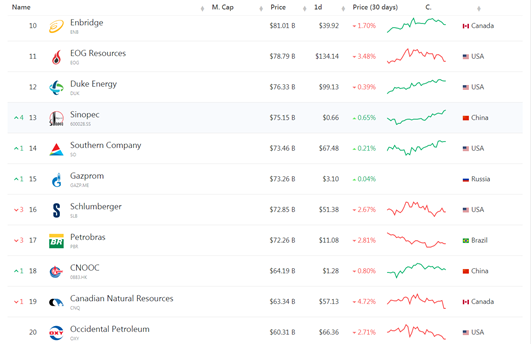 Name M. Cap Price 1d Price (30 days) C.
10 Enbridge $81.01 B $39.92 1.70% Canada
ENB
11 EOG Resources $78.79 B $134.14 3.48% USA
EOG
12 Duke Energy $76.33 B $99.13 0.39% USA
DUK
4 13 Sinopec $75.15 B $0.66 0.65% China
600028.SS
1 14 Southern Company $73.46 B $67.48 0.21% USA
SO
1 15 Gazprom $73.26 B $3.10 0.04% Russia
GAZP.ME
3 16 Schlumberger $72.85 B $51.38 2.67% USA
SLB
3 17 Petrobras $72.26 B $11.08 2.81% Brazil
BR
PBR
1 18 CNOOC $64.19 B $1.28 0.80% China
0883.HK
1 19 Canadian Natural Resources $63.34 B $57.13 4.72% Canada
CNQ
20 Occidental Petroleum $60.31 B $66.36 2.71% USA
OXY
OXY